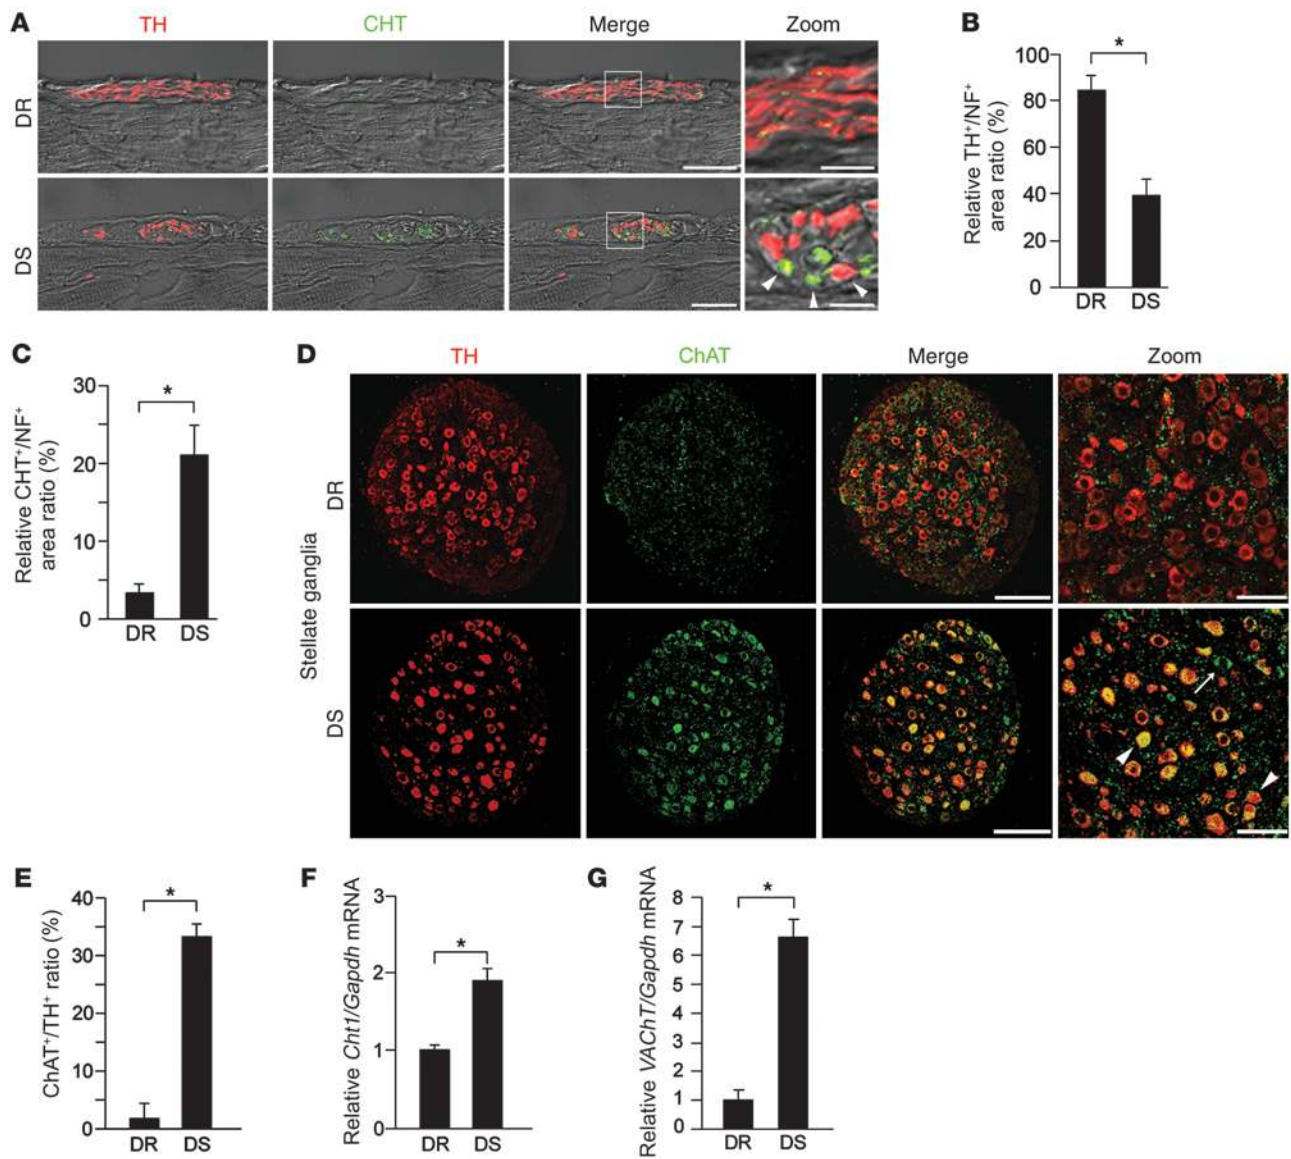 A
TH
CHT
Merge
Zoom
DR
DS
B
Relative TH⁺/NF⁺
area ratio (%)
100
80
60
40
20
0
*
DR
DS
C
Relative CHT⁺/NF⁺
area ratio (%)
30
20
10
0
*
DR
DS
D
TH
ChAT
Merge
Zoom
Stellate ganglia
DR
DS
E
ChAT⁺/TH⁺ ratio (%)
40
30
33
10
0
*
DR
DS
F
Relative Cht1/Gapdh mRNA
3
2
1
0
*
DR
DS
G
Relative VAChT/Gapdh mRNA
8
7
6
5
4
3
2
1
0
*
DR
DS